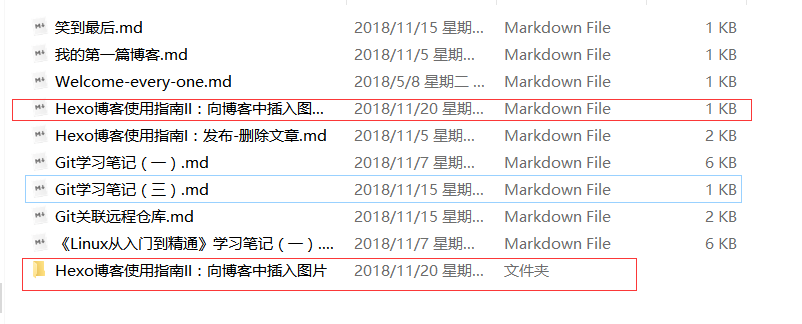 笑到最后.md 2018/11/15 星期... Markdown File 1 KB
我的第一篇博客.md 2018/11/5 星期... Markdown File 1 KB
Welcome-every-one.md 2018/5/8 星期二 ... Markdown File 1 KB
Hexo博客使用指南II：向博客中插入图... 2018/11/20 星期... Markdown File 1 KB
Hexo博客使用指南I：发布-删除文章.md 2018/11/5 星期... Markdown File 2 KB
Git学习笔记（一）.md 2018/11/7 星期... Markdown File 6 KB
Git学习笔记（三）.md 2018/11/15 星期... Markdown File 1 KB
Git关联远程仓库.md 2018/11/15 星期... Markdown File 2 KB
《Linux从入门到精通》学习笔记（一）.... 2018/11/7 星期... Markdown File 6 KB
Hexo博客使用指南II：向博客中插入图片 2018/11/20 星期... 文件夹